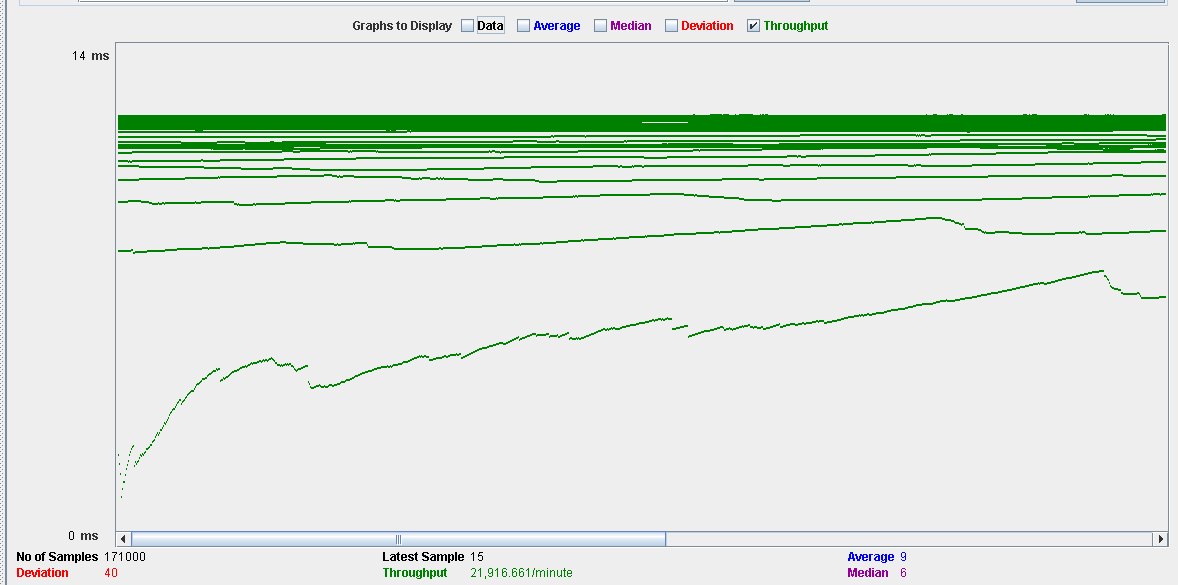 Graphs to Display Data Average Median Deviation Throughput
14 ms
0 ms
No of Samples 171000 Latest Sample 15 Average 9
Deviation 40 Throughput 21,916.661/minute Median 6